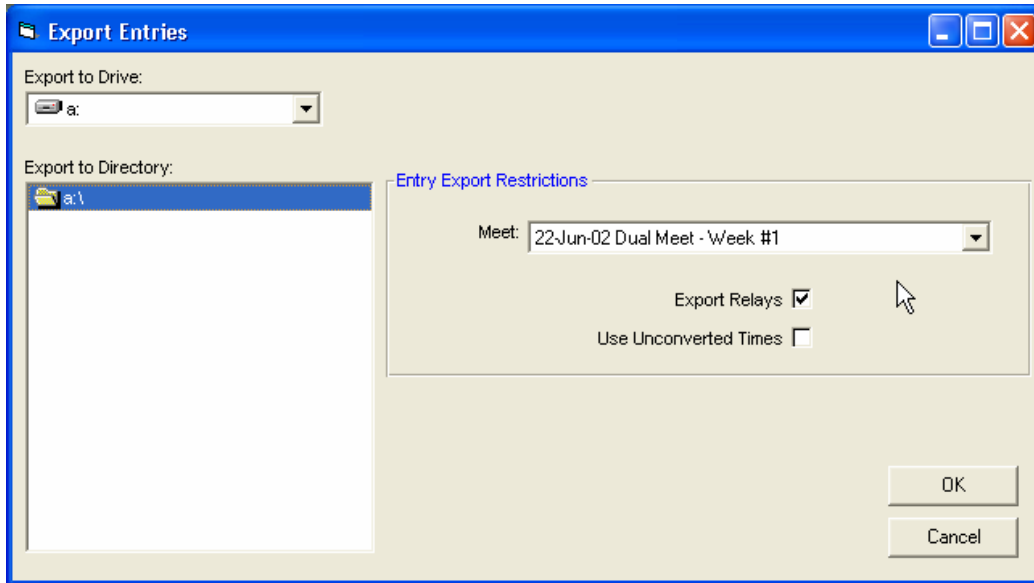 Export Entries
Export to Drive:
a:
Export to Directory:
a:\
Entry Export Restrictions
Meet: 22-Jun-02 Dual Meet - Week #1
Export Relays
Use Unconverted Times
OK
Cancel